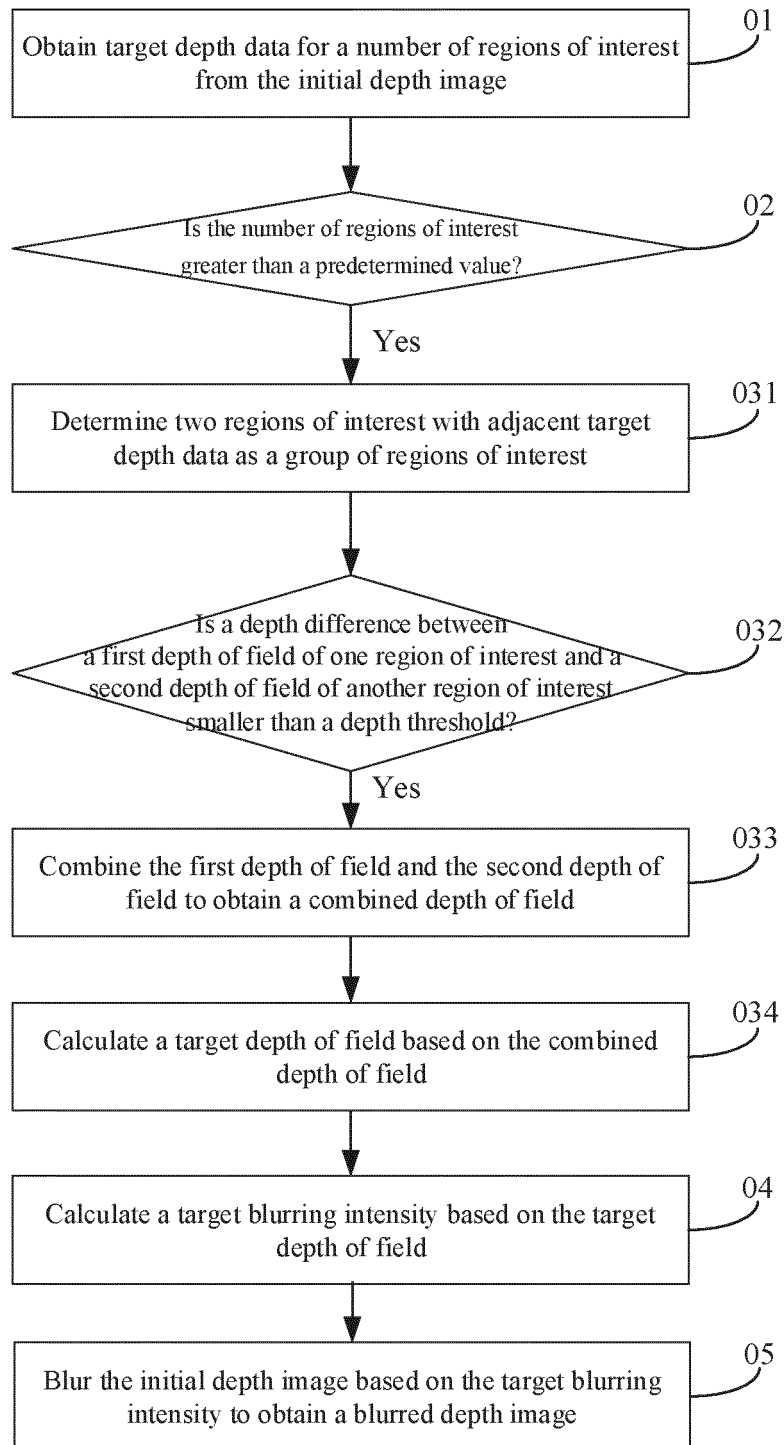 01
Obtain target depth data for a number of regions of interest
from the initial depth image
02
Is the number of regions of interest
greater than a predetermined value?
Yes
031
Determine two regions of interest with adjacent target
depth data as a group of regions of interest
032
Is a depth difference between
a first depth of field of one region of interest and a
second depth of field of another region of interest
smaller than a depth threshold?
Yes
033
Combine the first depth of field and the second depth of
field to obtain a combined depth of field
034
Calculate a target depth of field based on the combined
depth of field
04
Calculate a target blurring intensity based on the target
depth of field
05
Blur the initial depth image based on the target blurring
intensity to obtain a blurred depth image